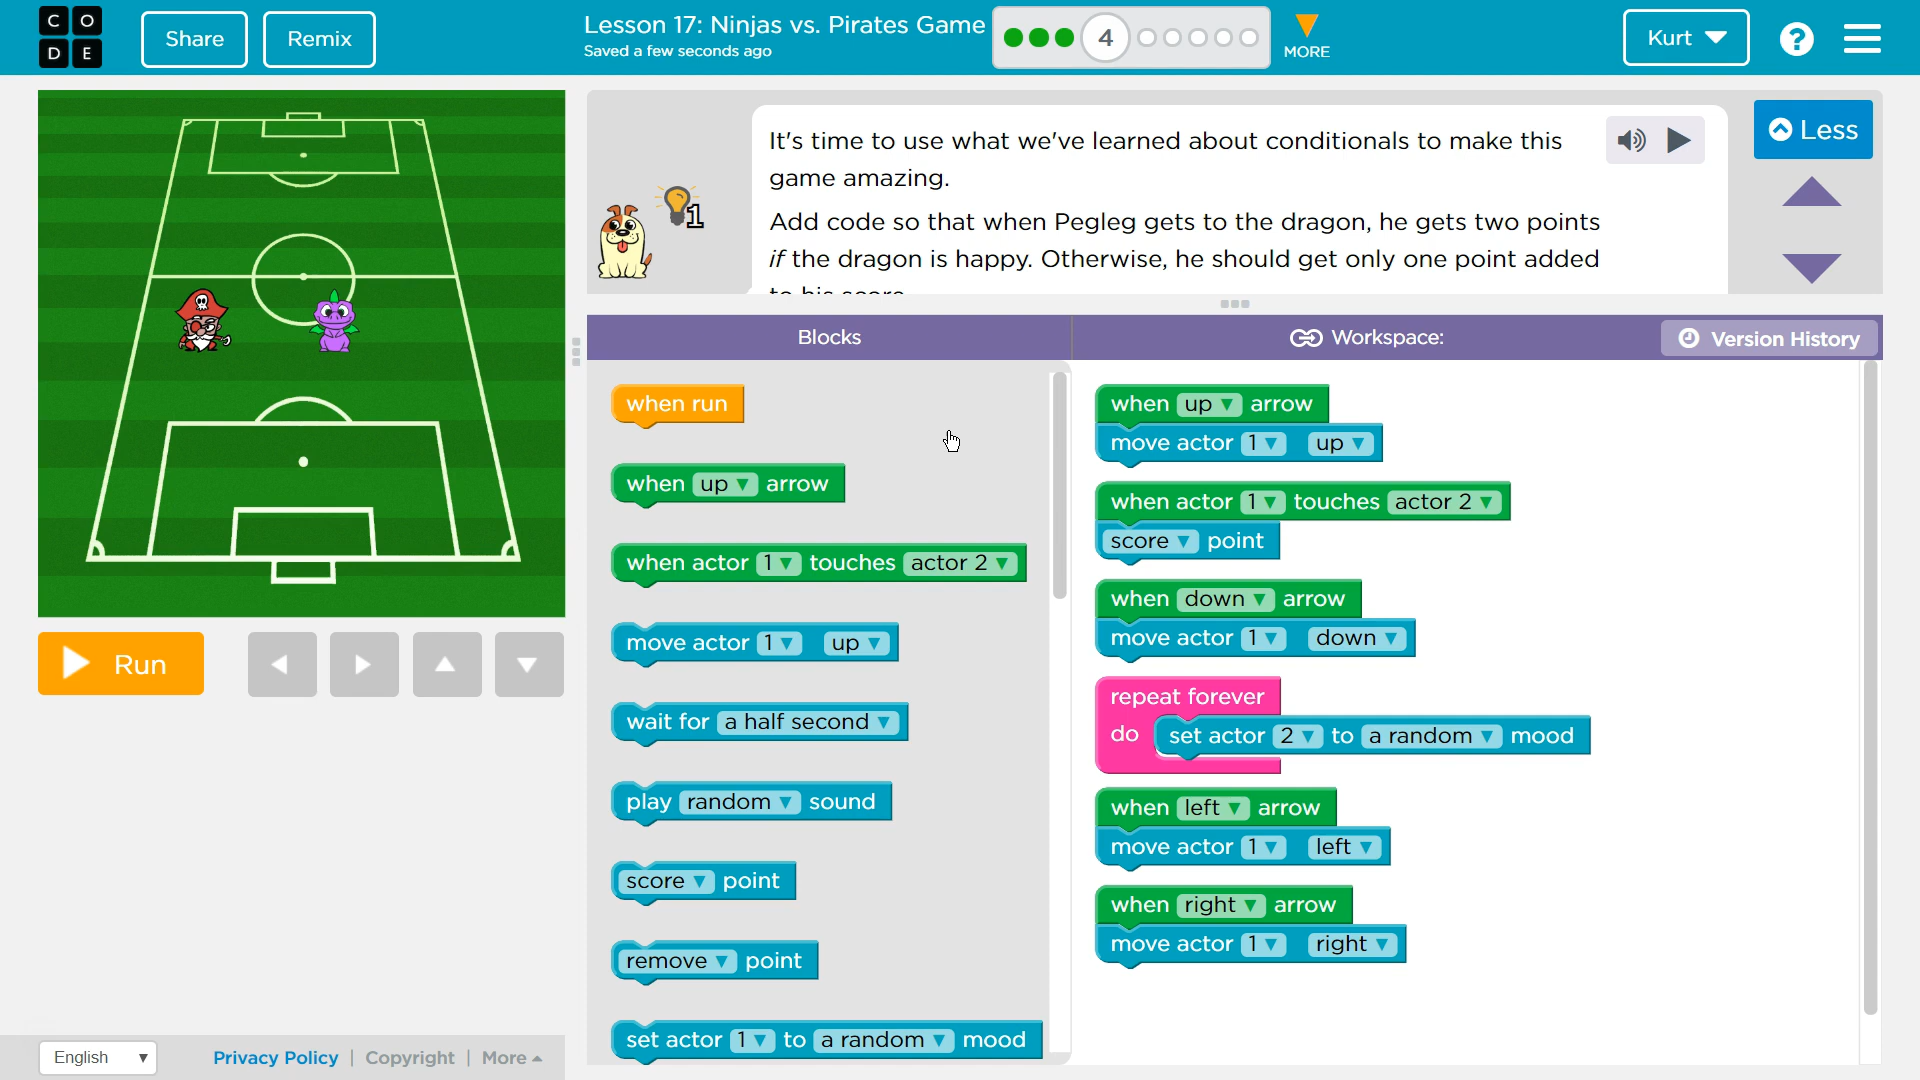 C O
D E
Share
Remix
Lesson 17: Ninjas vs. Pirates Game
Saved a few seconds ago
4
MORE
Kurt
?
It's time to use what we've learned about conditionals to make this
game amazing.
Add code so that when Pegleg gets to the dragon, he gets two points
if the dragon is happy. Otherwise, he should get only one point added
to his score.
1
Less
Run
Blocks
Workspace:
Version History
when run
when up ▼ arrow
when actor 1 ▼ touches actor 2 ▼
move actor 1 ▼ up ▼
wait for a half second ▼
play random ▼ sound
score ▼ point
remove ▼ point
set actor 1 ▼ to a random ▼ mood
when up ▼ arrow
move actor 1 ▼ up ▼
when actor 1 ▼ touches actor 2 ▼
score ▼ point
when down ▼ arrow
move actor 1 ▼ down ▼
repeat forever
do set actor 2 ▼ to a random ▼ mood
when left ▼ arrow
move actor 1 ▼ left ▼
when right ▼ arrow
move actor 1 ▼ right ▼
English ▼
Privacy Policy | Copyright | More